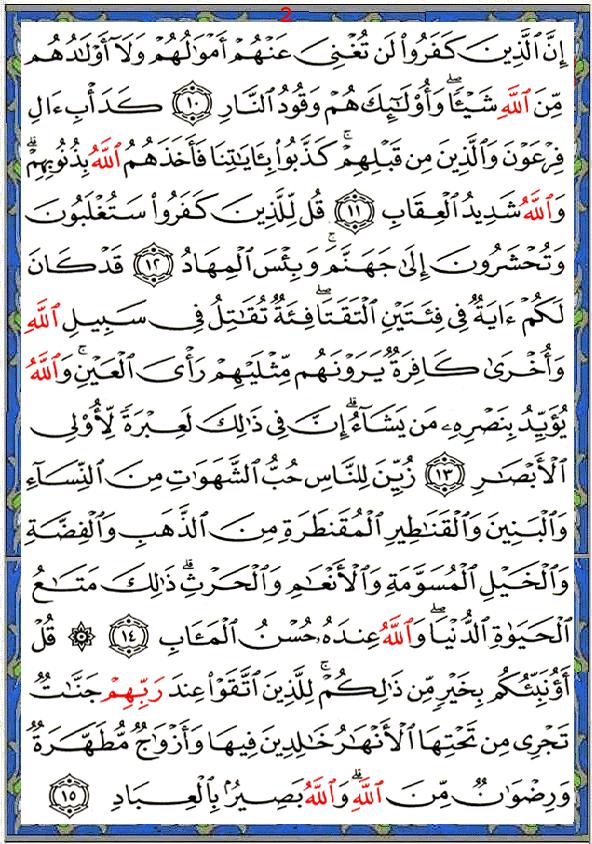 2
إِنَّ ٱلَّذِينَ كَفَرُوا۟ لَن تُغْنِىَ عَنْهُمْ أَمْوَٰلُهُمْ وَلَآ أَوْلَـٰدُهُم
مِّنَ ٱللَّهِ شَيْـًٔا ۖ وَأُو۟لَـٰٓئِكَ هُمْ وَقُودُ ٱلنَّارِ ١٠ كَدَأْبِ ءَالِ
فِرْعَوْنَ وَٱلَّذِينَ مِن قَبْلِهِمْ ۚ كَذَّبُوا۟ بِـَٔايَـٰتِنَا فَأَخَذَهُمُ ٱللَّهُ بِذُنُوبِهِمْ ۗ
وَٱللَّهُ شَدِيدُ ٱلْعِقَابِ ١١ قُل لِّلَّذِينَ كَفَرُوا۟ سَتُغْلَبُونَ
وَتُحْشَرُونَ إِلَىٰ جَهَنَّمَ ۚ وَبِئْسَ ٱلْمِهَادُ ١٢ قَدْ كَانَ
لَكُمْ ءَايَةٌ فِى فِئَتَيْنِ ٱلْتَقَتَا ۖ فِئَةٌ تُقَـٰتِلُ فِى سَبِيلِ ٱللَّهِ
وَأُخْرَىٰ كَافِرَةٌ يَرَوْنَهُم مِّثْلَيْهِمْ رَأْىَ ٱلْعَيْنِ ۚ وَٱللَّهُ
يُؤَيِّدُ بِنَصْرِهِۦ مَن يَشَآءُ ۗ إِنَّ فِى ذَٰلِكَ لَعِبْرَةً لِّأُو۟لِى
ٱلْأَبْصَـٰرِ ١٣ زُيِّنَ لِلنَّاسِ حُبُّ ٱلشَّهَوَٰتِ مِنَ ٱلنِّسَآءِ
وَٱلْبَنِينَ وَٱلْقَنَـٰطِيرِ ٱلْمُقَنطَرَةِ مِنَ ٱلذَّهَبِ وَٱلْفِضَّةِ
وَٱلْخَيْلِ ٱلْمُسَوَّمَةِ وَٱلْأَنْعَـٰمِ وَٱلْحَرْثِ ۗ ذَٰلِكَ مَتَـٰعُ
ٱلْحَيَوٰةِ ٱلدُّنْيَا ۖ وَٱللَّهُ عِندَهُۥ حُسْنُ ٱلْمَـَٔابِ ١٤ ۞ قُلْ
أَؤُنَبِّئُكُم بِخَيْرٍ مِّن ذَٰلِكُمْ ۚ لِلَّذِينَ ٱتَّقَوْا۟ عِندَ رَبِّهِمْ جَنَّـٰتٌ
تَجْرِى مِن تَحْتِهَا ٱلْأَنْهَـٰرُ خَـٰلِدِينَ فِيهَا وَأَزْوَٰجٌ مُّطَهَّرَةٌ
وَرِضْوَٰنٌ مِّنَ ٱللَّهِ ۗ وَٱللَّهُ بَصِيرٌۢ بِٱلْعِبَادِ ١٥